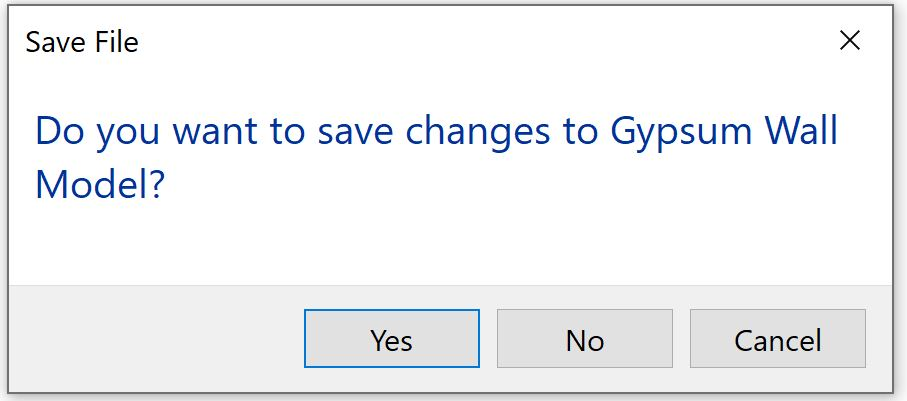 Save File
Do you want to save changes to Gypsum Wall
Model?
Yes No Cancel